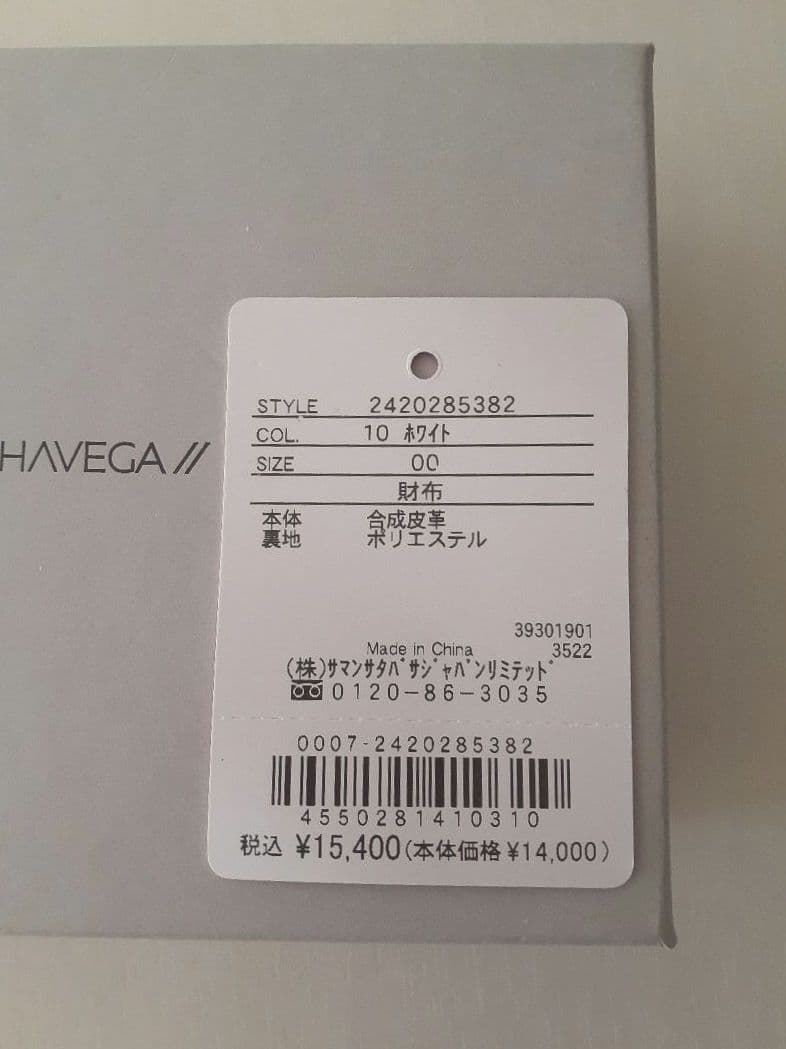 HAVEGA //
STYLE 2420285382
COL. 10 ﾎﾜｲﾄ
SIZE 00
財布
本体 合成皮革
裏地 ポリエステル
39301901
Made in China 3522
(株)ｻﾏﾝｻﾀﾊﾞｻｼﾞｬﾊﾟﾝﾘﾐﾃｯﾄﾞ
0120-86-3035
0007-2420285382
4550281410310
税込 ¥15,400(本体価格¥14,000)